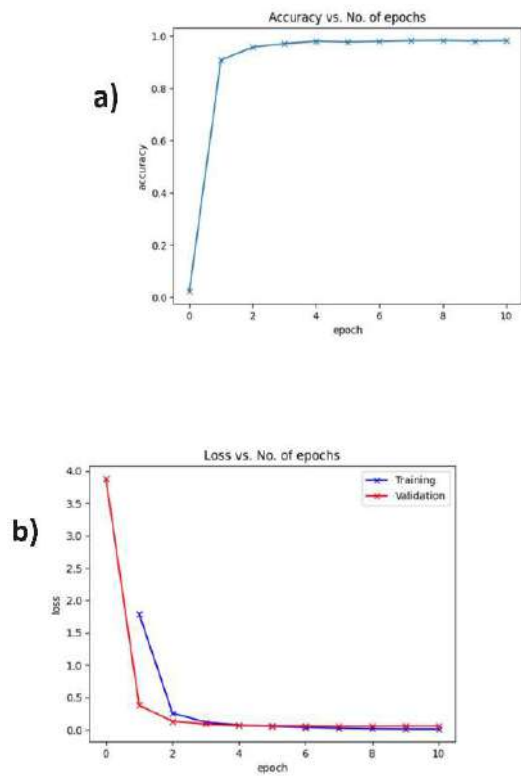 Accuracy vs. No. of epochs
a)
1.0
0.8
0.6
0.4
0.2
0.0
accuracy
0 2 4 6 8 10
epoch
Loss vs. No. of epochs
b)
4.0
3.5
3.0
2.5
2.0
1.5
1.0
0.5
0.0
loss
Training
Validation
0 2 4 6 8 10
epoch